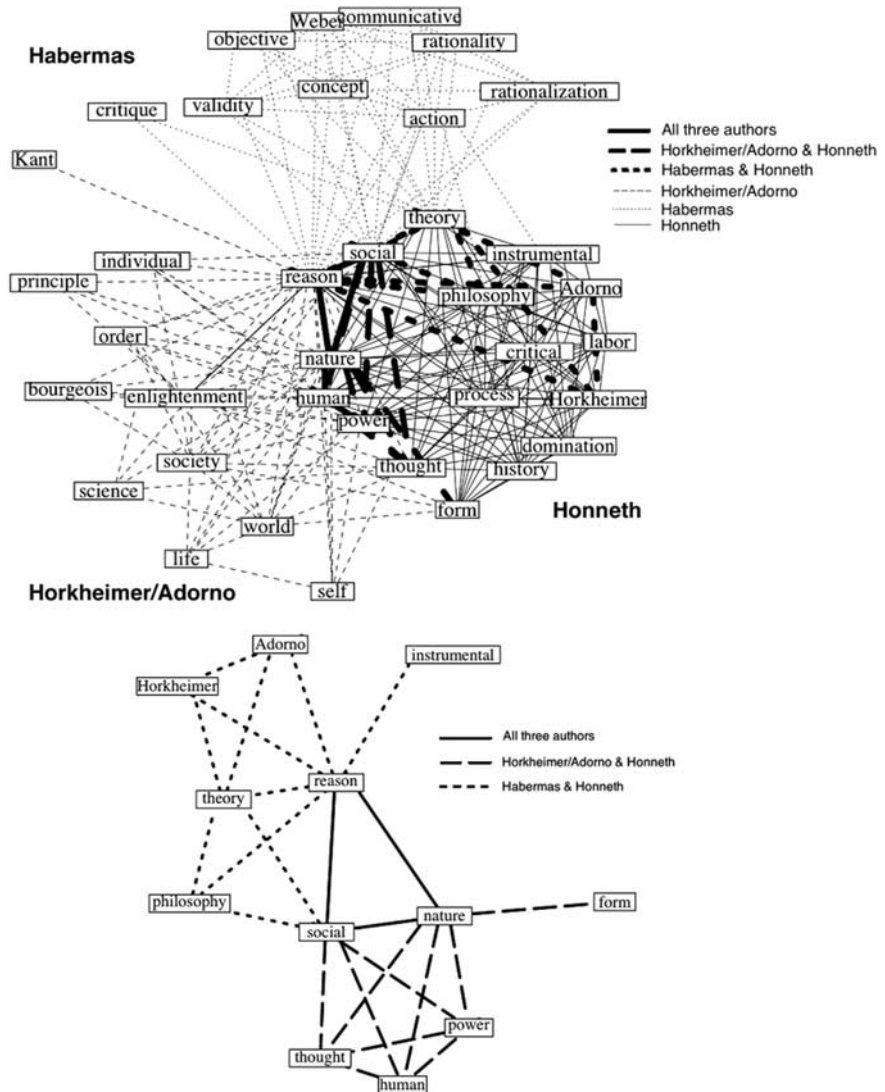 communicative
Weber
objective
rationality
Habermas
concept
rationalization
validity
critique
action
All three authors
Horkheimer/Adorno & Honneth
Kant
Habermas & Honneth
Horkheimer/Adorno
Habermas
Honneth
theory
social
instrumental
individual
reason
principle
philosophy
Adorno
order
labor
nature
critical
bourgeois
enlightenment
human
process
Horkheimer
power
domination
society
thought
history
science
form
Honneth
world
life
self
Horkheimer/Adorno
Adorno
instrumental
Horkheimer
All three authors
Horkheimer/Adorno & Honneth
reason
Habermas & Honneth
theory
philosophy
form
nature
social
power
thought
human